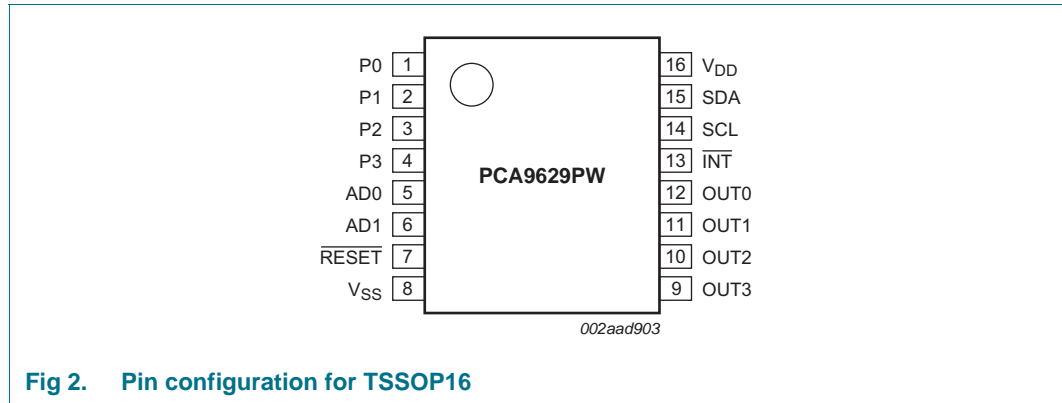 P0 1
P1 2
P2 3
P3 4
AD0 5
AD1 6
RESET 7
VSS 8
PCA9629PW
16 VDD
15 SDA
14 SCL
13 INT
12 OUT0
11 OUT1
10 OUT2
9 OUT3
002aad903
Fig 2. Pin configuration for TSSOP16